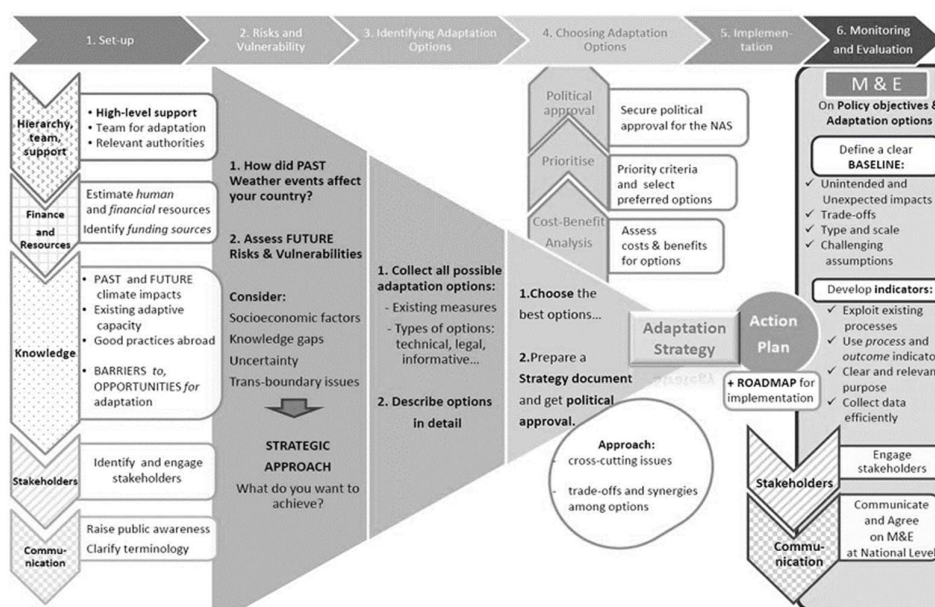 1. Set-up
2. Risks and
Vulnerability
3. Identifying Adaptation
Options
4. Choosing Adaptation
Options
5. Implemen-
tation
6. Monitoring
and Evaluation
Hierarchy,
team,
support
• High-level support
• Team for adaptation
• Relevant authorities
Finance
and
Resources
Estimate human
and financial resources
Identify funding sources
Knowledge
• PAST and FUTURE
climate impacts
• Existing adaptive
capacity
• Good practices abroad
• BARRIERS to,
OPPORTUNITIES for
adaptation
Stakeholders
Identify and engage
stakeholders
Commu-
nication
Raise public awareness
Clarify terminology
1. How did PAST
Weather events affect
your country?
2. Assess FUTURE
Risks & Vulnerabilities
Consider:
Socioeconomic factors
Knowledge gaps
Uncertainty
Trans-boundary issues
STRATEGIC
APPROACH
What do you want to
achieve?
1. Collect all possible
adaptation options:
- Existing measures
- Types of options:
technical, legal,
informative...
2. Describe options
in detail
Political
approval
Secure political
approval for the NAS
Prioritise
Priority criteria
and select
preferred options
Cost-Benefit
Analysis
Assess
costs & benefits
for options
1.Choose the
best options...
2.Prepare a
Strategy document
and get political
approval.
Adaptation
Strategy
Action
Plan
+ ROADMAP for
implementation
Approach:
- cross-cutting issues
- trade-offs and synergies
among options
M & E
On Policy objectives &
Adaptation options
Define a clear
BASELINE:
✓ Unintended and
Unexpected impacts
✓ Trade-offs
✓ Type and scale
✓ Challenging
assumptions
Develop indicators:
✓ Exploit existing
processes
✓ Use process and
outcome indicato
✓ Clear and relevan
purpose
✓ Collect data
efficiently
Stakeholders
Engage
stakeholders
Commu-
nication
Communicate
and Agree
on M&E
at National Level